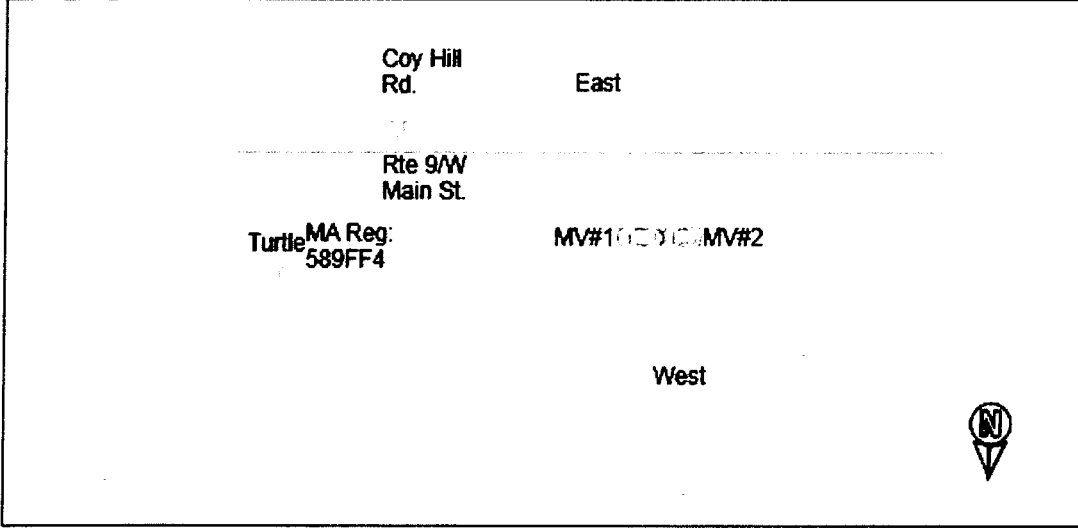 Coy Hill
Rd.
East
Rte 9/W
Main St.
Turtle
MA Reg:
589FF4
MV#1
MV#2
West
N